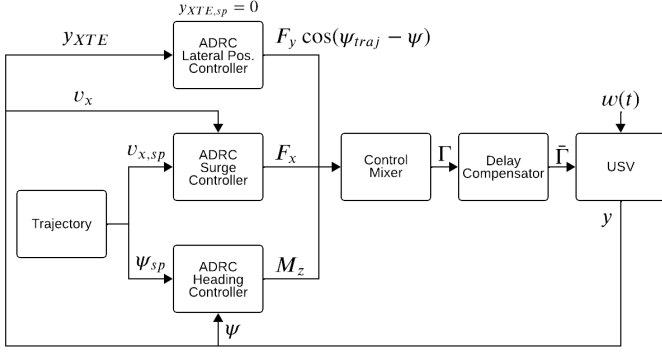 y_{XTE,sp} = 0
y_{XTE}
ADRC
Lateral Pos.
Controller
F_y cos(ψ_{traj} − ψ)
v_x
w(t)
v_{x,sp}
ADRC
Surge
Controller
F_x
Control
Mixer
Γ
Delay
Compensator
Γ̄
USV
Trajectory
y
ψ_{sp}
ADRC
Heading
Controller
M_z
ψ